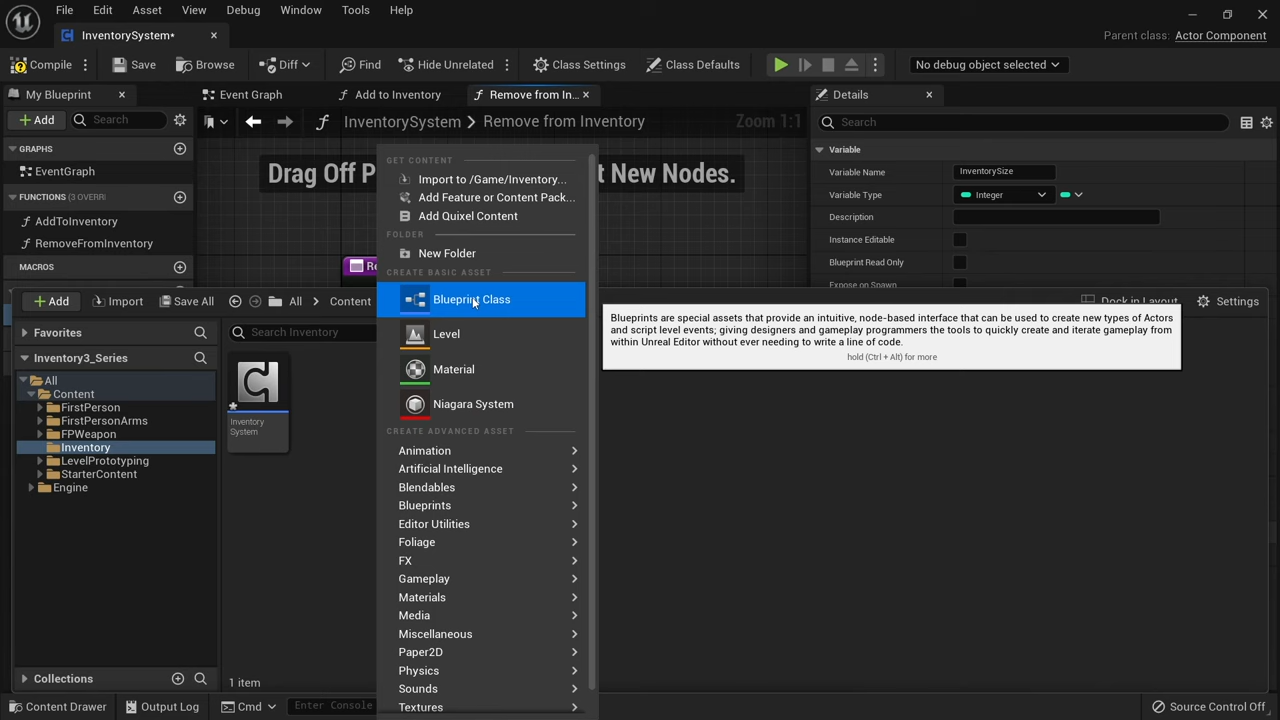 File Edit Asset View Debug Window Tools Help
InventorySystem*
Parent class: Actor Component
Compile Save Browse Diff Find Hide Unrelated Class Settings Class Defaults No debug object selected
My Blueprint Event Graph Add to Inventory Remove from In... Details
Add Search InventorySystem > Remove from Inventory Zoom 1:1 Search
GRAPHS
EventGraph
FUNCTIONS (3 OVERRI
AddToInventory
RemoveFromInventory
MACROS
Drag Off P
t New Nodes.
Re
Variable
Variable Name InventorySize
Variable Type Integer
Description
Instance Editable
Blueprint Read Only
Expose on Spawn
GET CONTENT
Import to /Game/Inventory...
Add Feature or Content Pack...
Add Quixel Content
FOLDER
New Folder
CREATE BASIC ASSET
Blueprint Class
Level
Material
Niagara System
CREATE ADVANCED ASSET
Animation
Artificial Intelligence
Blendables
Blueprints
Editor Utilities
Foliage
FX
Gameplay
Materials
Media
Miscellaneous
Paper2D
Physics
Sounds
Textures
Blueprints are special assets that provide an intuitive, node-based interface that can be used to create new types of Actors
and script level events; giving designers and gameplay programmers the tools to quickly create and iterate gameplay from
within Unreal Editor without ever needing to write a line of code.
hold (Ctrl + Alt) for more
Add Import Save All All > Content Dock in Layout Settings
Favorites
Search Inventory
Inventory3_Series
All
Content
FirstPerson
FirstPersonArms
FPWeapon
Inventory
LevelPrototyping
StarterContent
Engine
Inventory
System
Collections
1 item
Content Drawer Output Log Cmd Enter Console Source Control Off